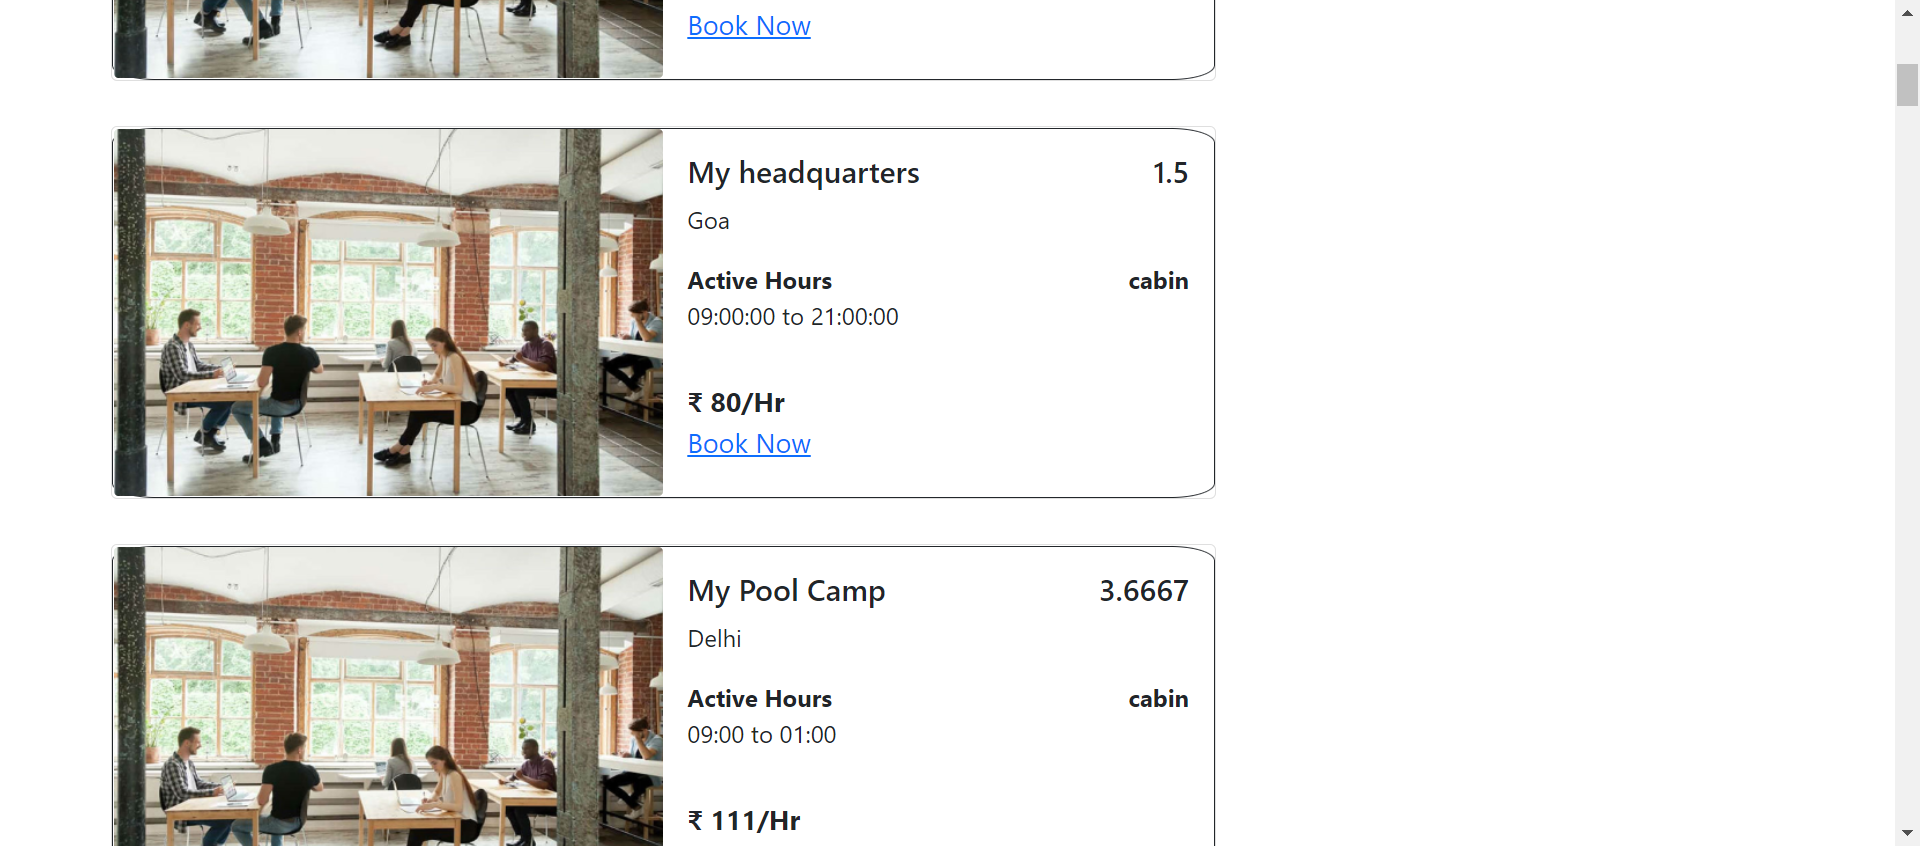 Book Now
My headquarters 1.5
Goa
Active Hours cabin
09:00:00 to 21:00:00
₹ 80/Hr
Book Now
My Pool Camp 3.6667
Delhi
Active Hours cabin
09:00 to 01:00
₹ 111/Hr